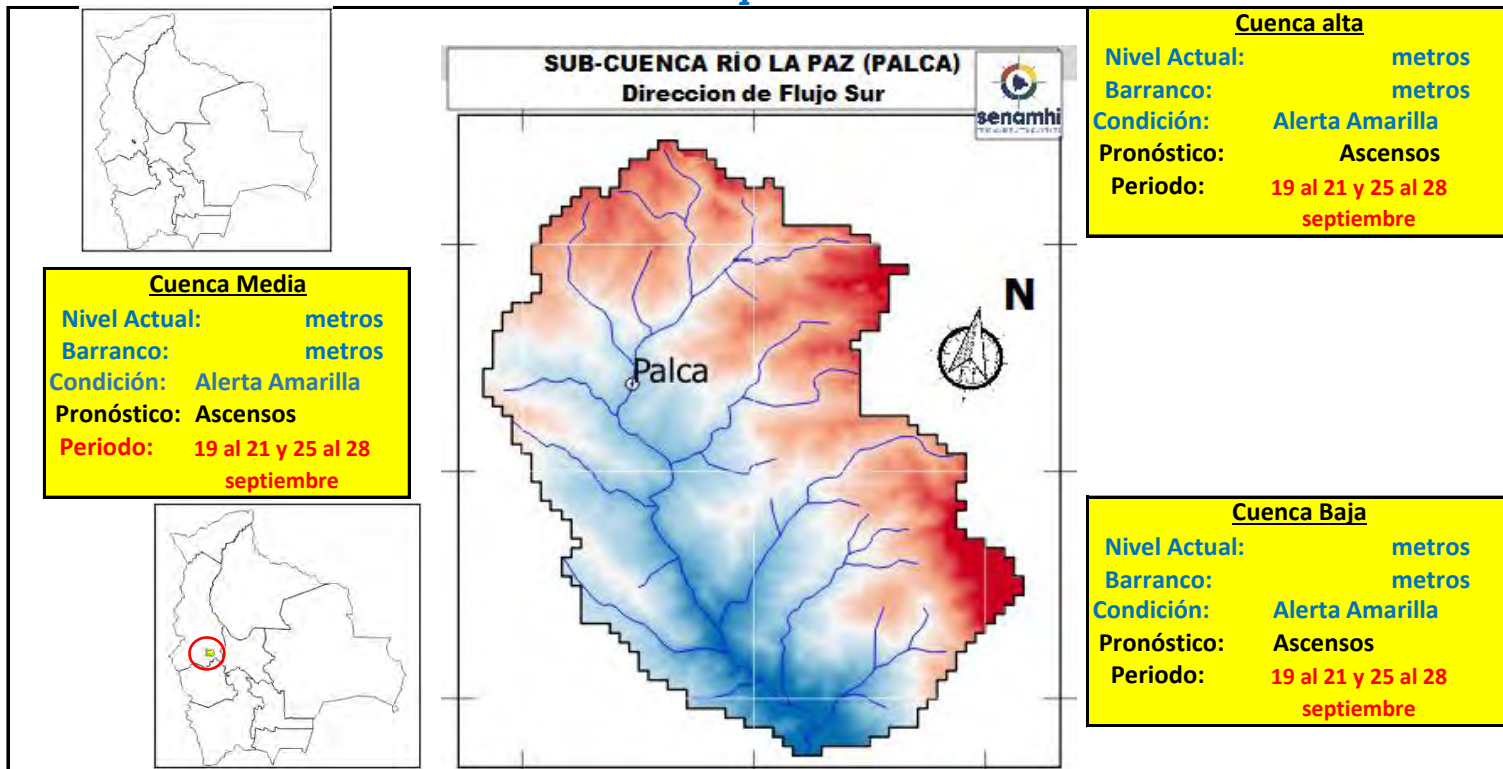 SUB-CUENCA RÍO LA PAZ (PALCA)
Direccion de Flujo Sur
senamhi
Cuenca alta
Nivel Actual: metros
Barranco: metros
Condición: Alerta Amarilla
Pronóstico: Ascensos
Periodo: 19 al 21 y 25 al 28
septiembre
Cuenca Media
Nivel Actual: metros
Barranco: metros
Condición: Alerta Amarilla
Pronóstico: Ascensos
Periodo: 19 al 21 y 25 al 28
septiembre
N
Palca
Cuenca Baja
Nivel Actual: metros
Barranco: metros
Condición: Alerta Amarilla
Pronóstico: Ascensos
Periodo: 19 al 21 y 25 al 28
septiembre